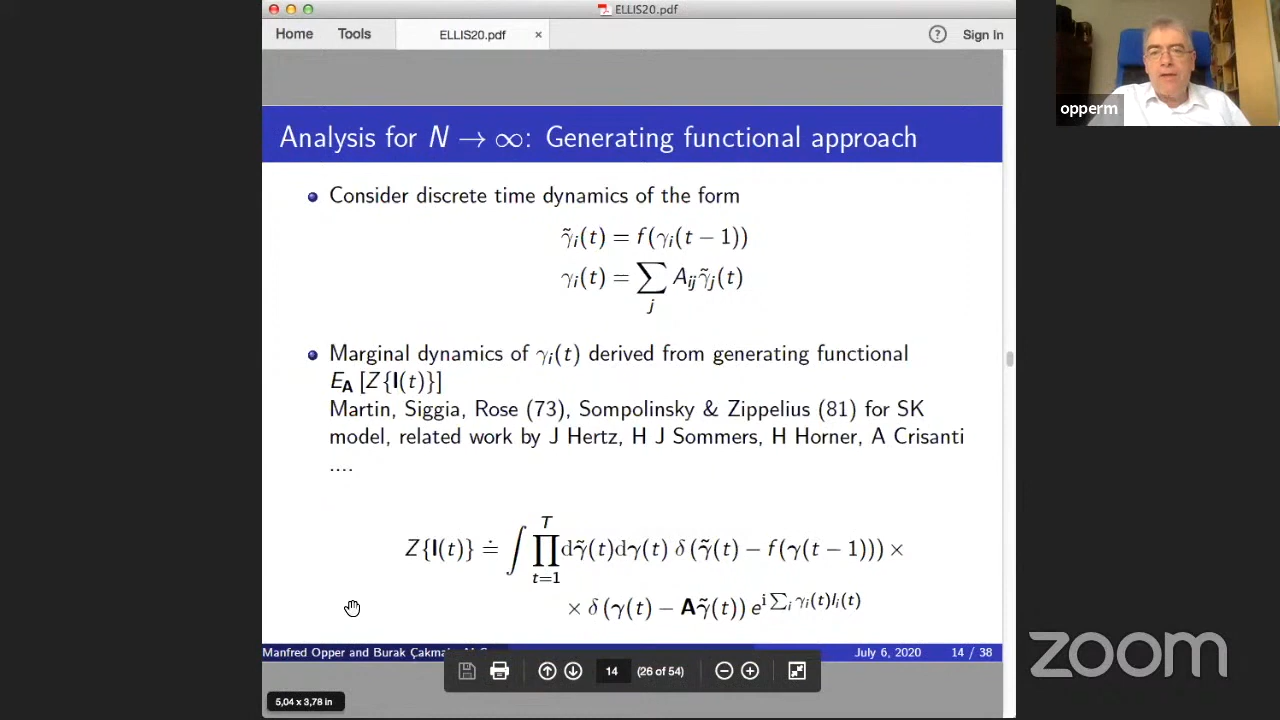 ELLIS20.pdf
Home Tools ELLIS20.pdf × ? Sign In
opperm
Analysis for N → ∞: Generating functional approach
Consider discrete time dynamics of the form
γ̃ᵢ(t) = f(γᵢ(t − 1))
γᵢ(t) = ∑ⱼ Aᵢⱼγ̃ⱼ(t)
Marginal dynamics of γᵢ(t) derived from generating functional
E_A [Z{l(t)}]
Martin, Siggia, Rose (73), Sompolinsky & Zippelius (81) for SK
model, related work by J Hertz, H J Sommers, H Horner, A Crisanti
....
Z{l(t)} ≐ ∫ ∏_{t=1}^{T} dγ̃(t)dγ(t) δ (γ̃(t) − f(γ(t − 1))) ×
× δ (γ(t) − Aγ̃(t)) e^{i ∑ᵢ γᵢ(t)lᵢ(t)}
Manfred Opper and Burak Çakma July 6, 2020 14 / 38
14 (26 of 54)
5,04 x 3,78 in
zoom